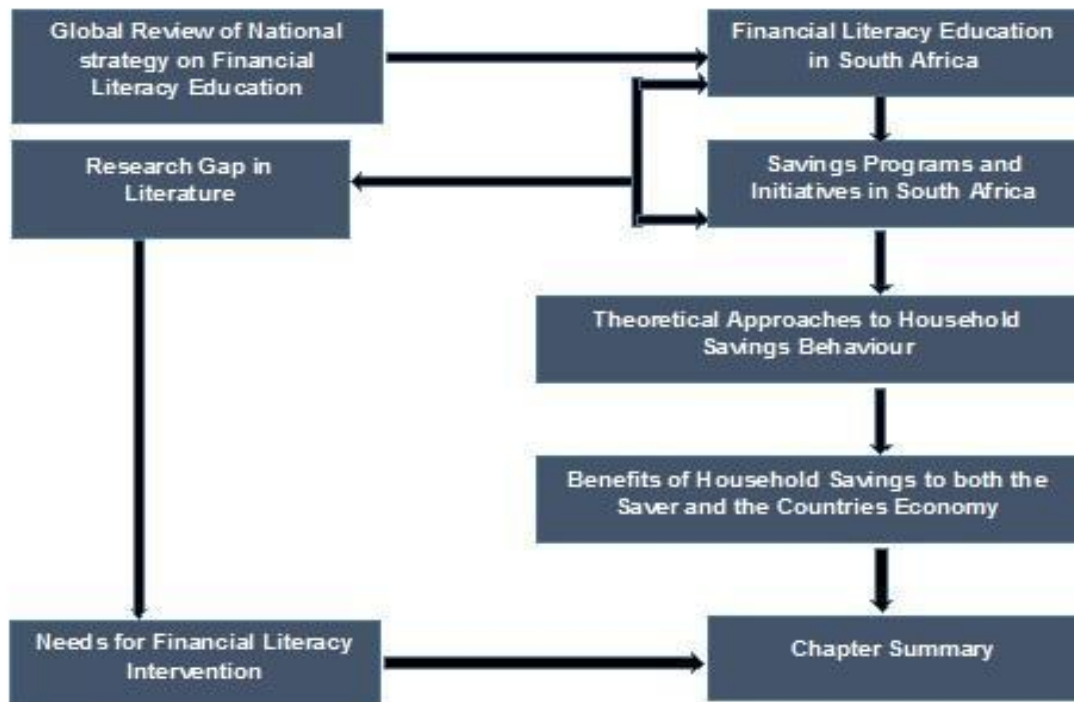 Global Review of National
strategy on Financial
Literacy Education
Financial Literacy Education
in South Africa
Research Gap in
Literature
Savings Programs and
Initiatives in South Africa
Theoretical Approaches to Household
Savings Behaviour
Benefits of Household Savings to both the
Saver and the Countries Economy
Needs for Financial Literacy
Intervention
Chapter Summary